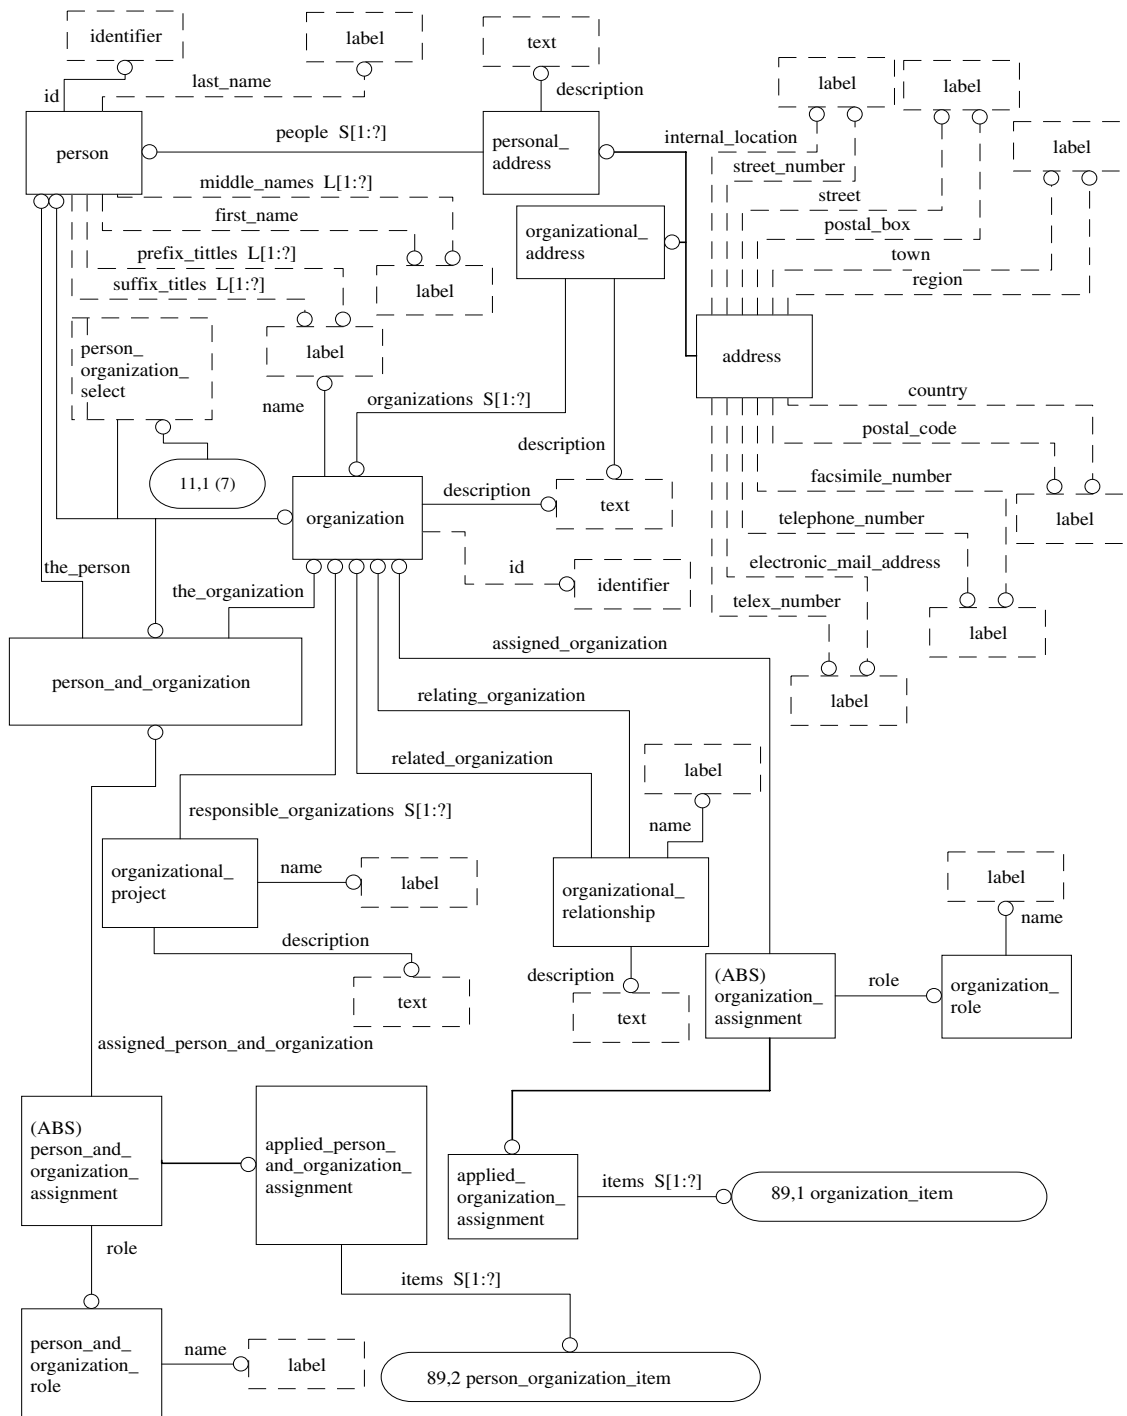 identifier
label
text
last_name
id
description
label
label
label
person
people S[1:?]
personal_
address
internal_location
street_number
street
postal_box
town
region
middle_names L[1:?]
first_name
prefix_tittles L[1:?]
suffix_titles L[1:?]
organizational_
address
label
person_
organization_
select
label
address
name
organizations S[1:?]
country
postal_code
description
11,1 (7)
facsimile_number
description
text
label
organization
telephone_number
the_person
electronic_mail_address
id
identifier
the_organization
telex_number
label
assigned_organization
person_and_organization
relating_organization
label
related_organization
label
responsible_organizations S[1:?]
name
organizational_
project
name
label
organizational_
relationship
label
name
description
description
(ABS)
organization_
assignment
role
organization_
role
text
text
assigned_person_and_organization
(ABS)
person_and_
organization_
assignment
applied_person_
and_organization_
assignment
applied_
organization_
assignment
items S[1:?]
89,1 organization_item
role
items S[1:?]
person_and_
organization_
role
name
label
89,2 person_organization_item